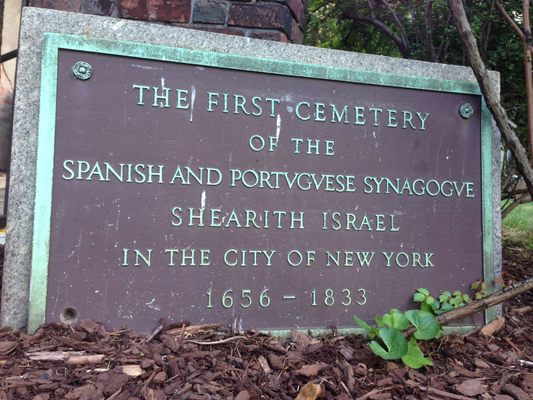 THE FIRST CEMETERY
OF THE
SPANISH AND PORTVGVESE SYNAGOGVE
SHEARITH ISRAEL
IN THE CITY OF NEW YORK
1656 – 1833